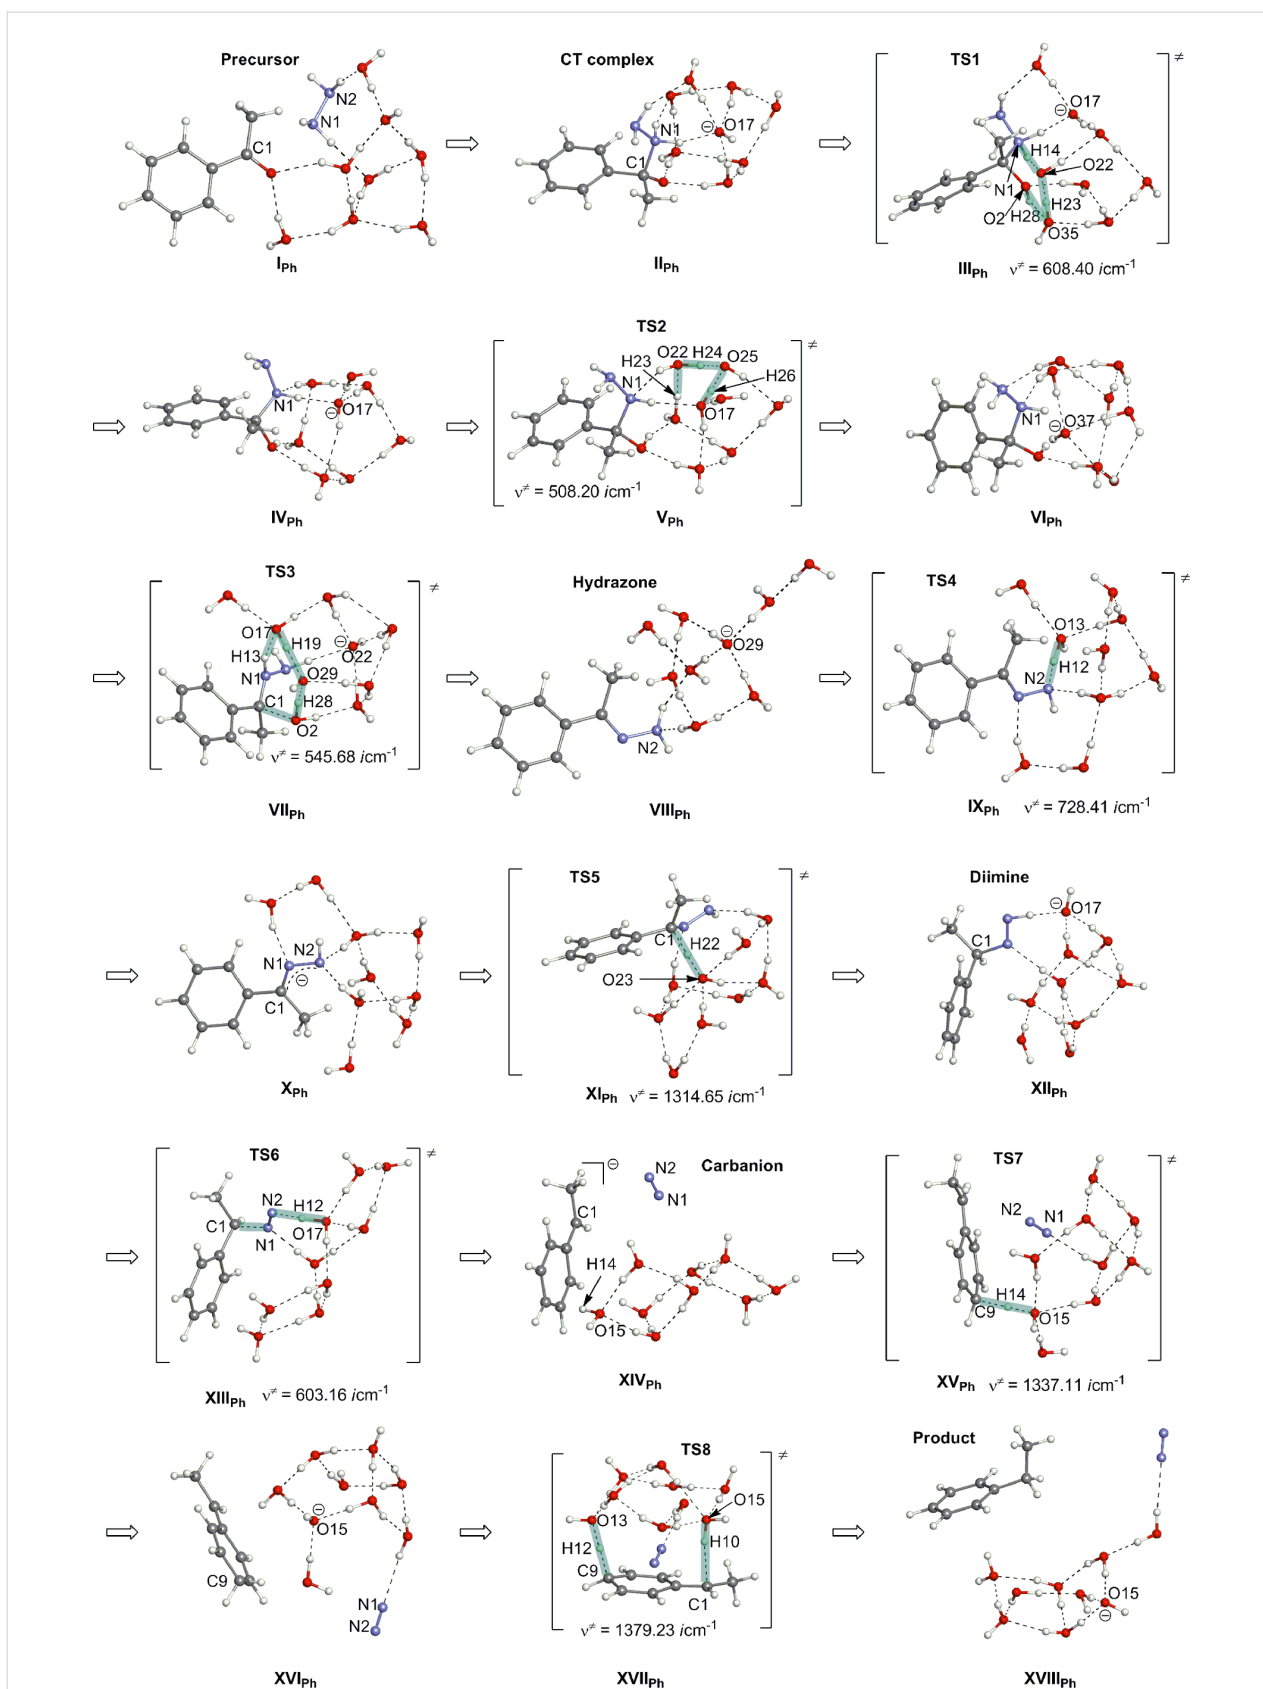 Precursor
N2
N1
C1
I_Ph
CT complex
N1
⊖ O17
C1
II_Ph
TS1
≠
⊖ O17
H14
O22
N1
H23
O2
H28
O35
III_Ph ν≠ = 608.40 icm-1
N1
⊖ O17
IV_Ph
TS2
≠
O22 H24 O25
H23
N1
H26
O17
ν≠ = 508.20 icm-1
V_Ph
N1
O37
⊖
VI_Ph
TS3
≠
O17
H19
H13
⊖
O22
N1
O29
C1
H28
O2
ν≠ = 545.68 icm-1
VII_Ph
Hydrazone
⊖
O29
N2
VIII_Ph
TS4
≠
O13
H12
N2
IX_Ph ν≠ = 728.41 icm-1
N2
N1
⊖
C1
X_Ph
TS5
≠
C1
H22
O23
XI_Ph ν≠ = 1314.65 icm-1
Diimine
⊖ O17
C1
XII_Ph
TS6
≠
N2 H12
C1
O17
N1
XIII_Ph ν≠ = 603.16 icm-1
⊖
N2
Carbanion
N1
C1
H14
O15
XIV_Ph
TS7
≠
N2 N1
H14
C9
O15
XV_Ph ν≠ = 1337.11 icm-1
⊖
O15
C9
N1
N2
XVI_Ph
TS8
≠
O15
O13
H12
H10
C9
C1
ν≠ = 1379.23 icm-1
XVII_Ph
Product
O15
⊖
XVIII_Ph